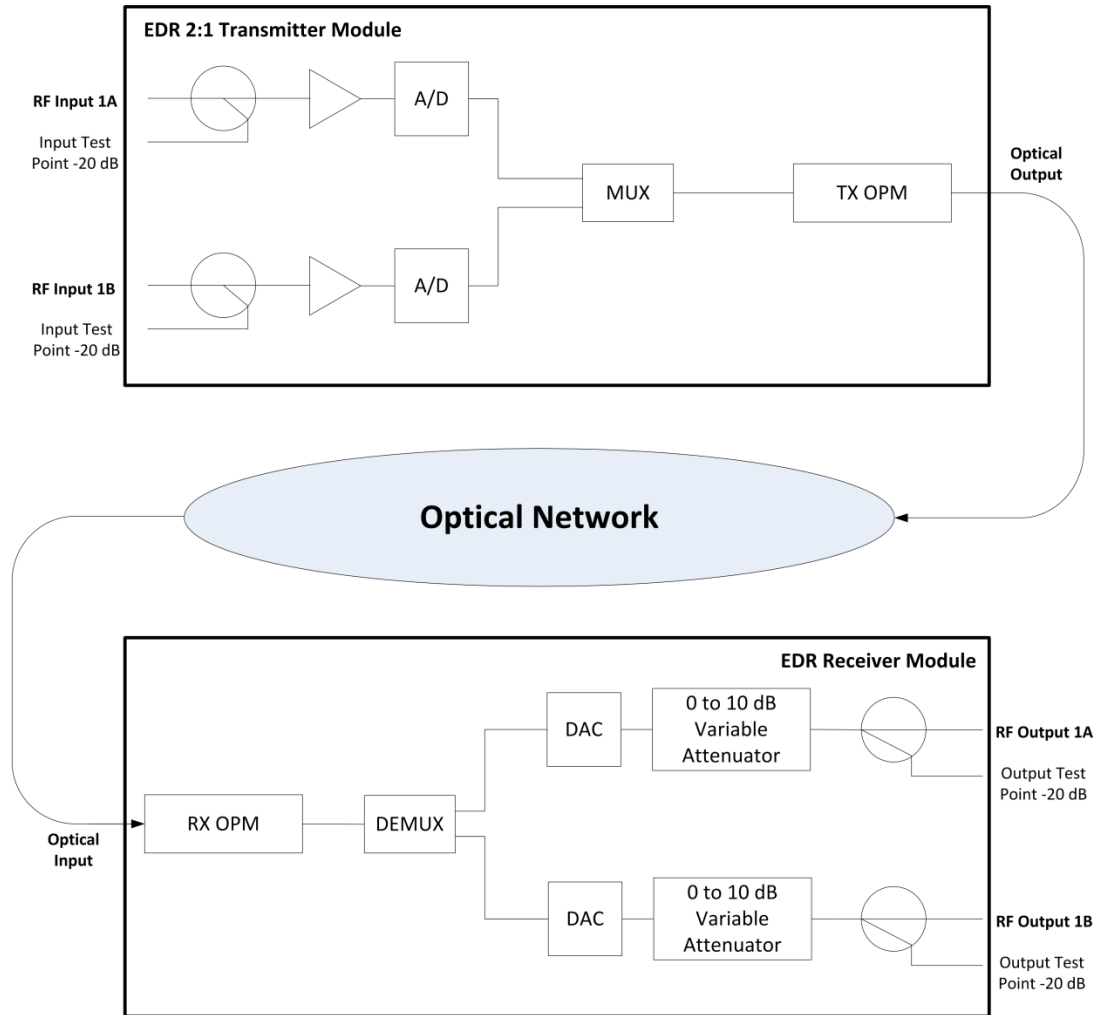 EDR 2:1 Transmitter Module
RF Input 1A
Input Test
Point -20 dB
A/D
RF Input 1B
Input Test
Point -20 dB
A/D
MUX
TX OPM
Optical
Output
Optical Network
EDR Receiver Module
Optical
Input
RX OPM
DEMUX
DAC
0 to 10 dB
Variable
Attenuator
RF Output 1A
Output Test
Point -20 dB
DAC
0 to 10 dB
Variable
Attenuator
RF Output 1B
Output Test
Point -20 dB